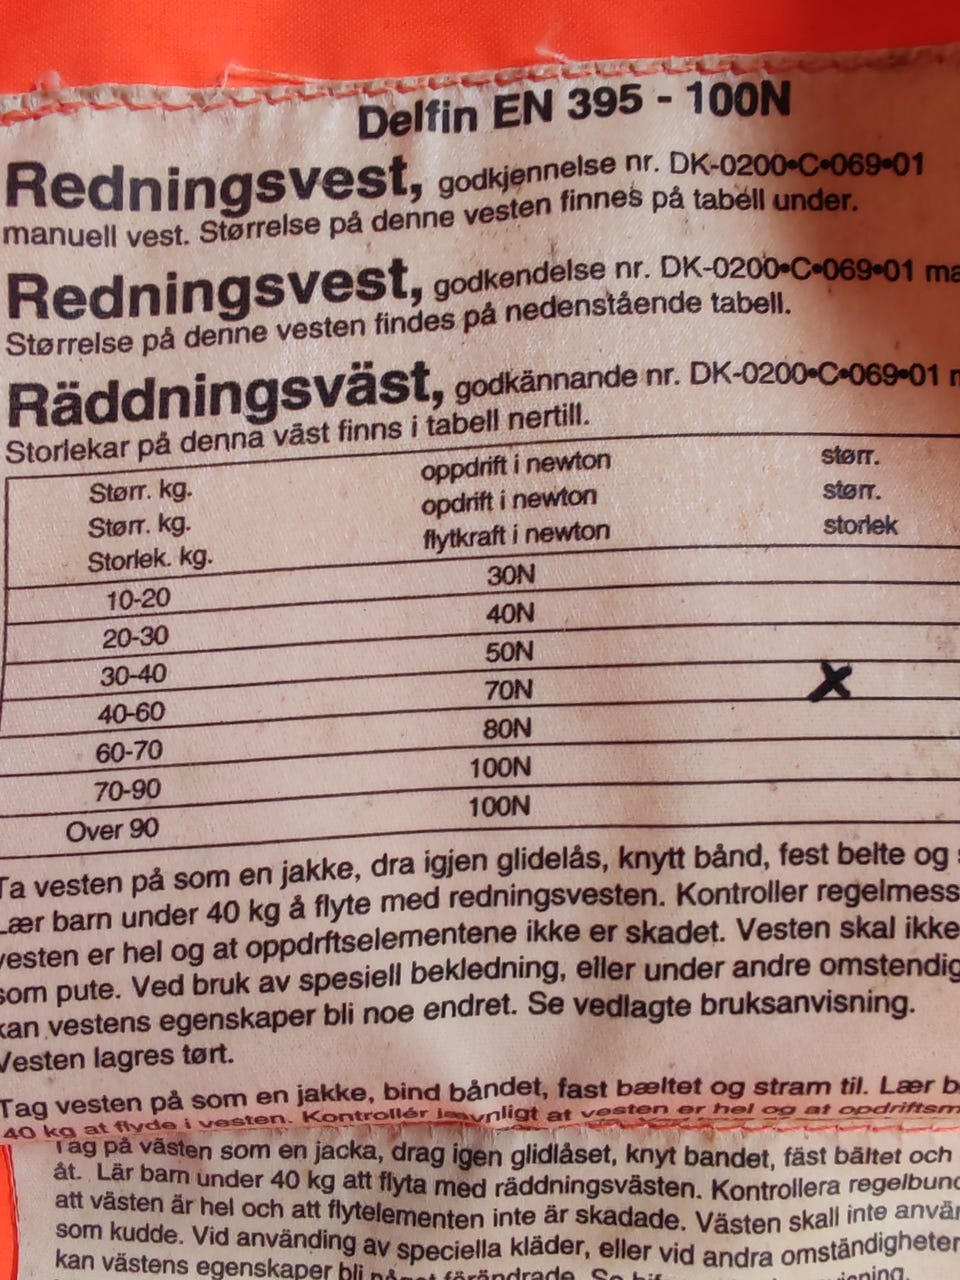 Delfin EN 395 - 100N
Redningsvest, godkjennelse nr. DK-0200•C•069•01
manuell vest. Størrelse på denne vesten finnes på tabell under.
Redningsvest, godkendelse nr. DK-0200•C•069•01 ma
Størrelse på denne vesten findes på nedenstående tabell.
Räddningsväst, godkännande nr. DK-0200•C•069•01
Storlekar på denna väst finns i tabell nertill.
Størr. kg. oppdrift i newton størr.
Størr. kg. opdrift i newton størr.
Storlek. kg. flytkraft i newton storlek
10-20 30N
20-30 40N
30-40 50N
40-60 70N X
60-70 80N
70-90 100N
Over 90 100N
Ta vesten på som en jakke, dra igjen glidelås, knytt bånd, fest belte og
Lær barn under 40 kg å flyte med redningsvesten. Kontroller regelmess
vesten er hel og at oppdrftselementene ikke er skadet. Vesten skal ikke
som pute. Ved bruk av spesiell bekledning, eller under andre omstendig
kan vestens egenskaper bli noe endret. Se vedlagte bruksanvisning.
Vesten lagres tørt.
Tag vesten på som en jakke, bind båndet, fast bæltet og stram til. Lær b
40 kg at flyde i vesten. Kontrollér jævnligt at vesten er hel og at opdriftsm
Tag på västen som en jacka, drag igen glidlåset, knyt bandet, fäst bältet och
åt. Lär barn under 40 kg att flyta med räddningsvästen. Kontrollera regelbund
att västen är hel och att flytelementen inte är skadade. Västen skall inte anvär
som kudde. Vid använding av speciella kläder, eller vid andra omständigheter
kan västens egenskaper bli något förändrade. Se